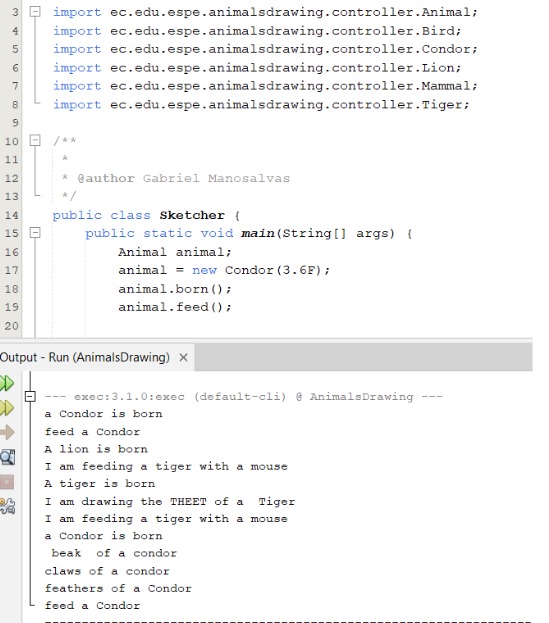 3 import ec.edu.espe.animalsdrawing.controller.Animal;
4 import ec.edu.espe.animalsdrawing.controller.Bird;
5 import ec.edu.espe.animalsdrawing.controller.Condor;
6 import ec.edu.espe.animalsdrawing.controller.Lion;
7 import ec.edu.espe.animalsdrawing.controller.Mammal;
8 import ec.edu.espe.animalsdrawing.controller.Tiger;
9
10 /**
11 *
12 * @author Gabriel Manosalvas
13 */
14 public class Sketcher {
15 public static void main(String[] args) {
16 Animal animal;
17 animal = new Condor(3.6F);
18 animal.born();
19 animal.feed();
20
Output - Run (AnimalsDrawing) ×
--- exec:3.1.0:exec (default-cli) @ AnimalsDrawing ---
a Condor is born
feed a Condor
A lion is born
I am feeding a tiger with a mouse
A tiger is born
I am drawing the THEET of a  Tiger
I am feeding a tiger with a mouse
a Condor is born
 beak  of a condor
claws of a condor
feathers of a Condor
feed a Condor
------------------------------------------------------------------------